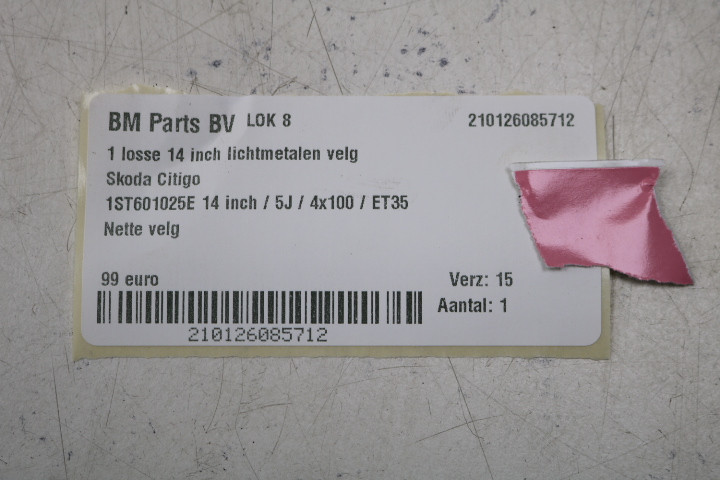 BM Parts BV LOK 8 210126085712
1 losse 14 inch lichtmetalen velg
Skoda Citigo
1ST601025E 14 inch / 5J / 4x100 / ET35
Nette velg
99 euro Verz: 15
Aantal: 1
210126085712